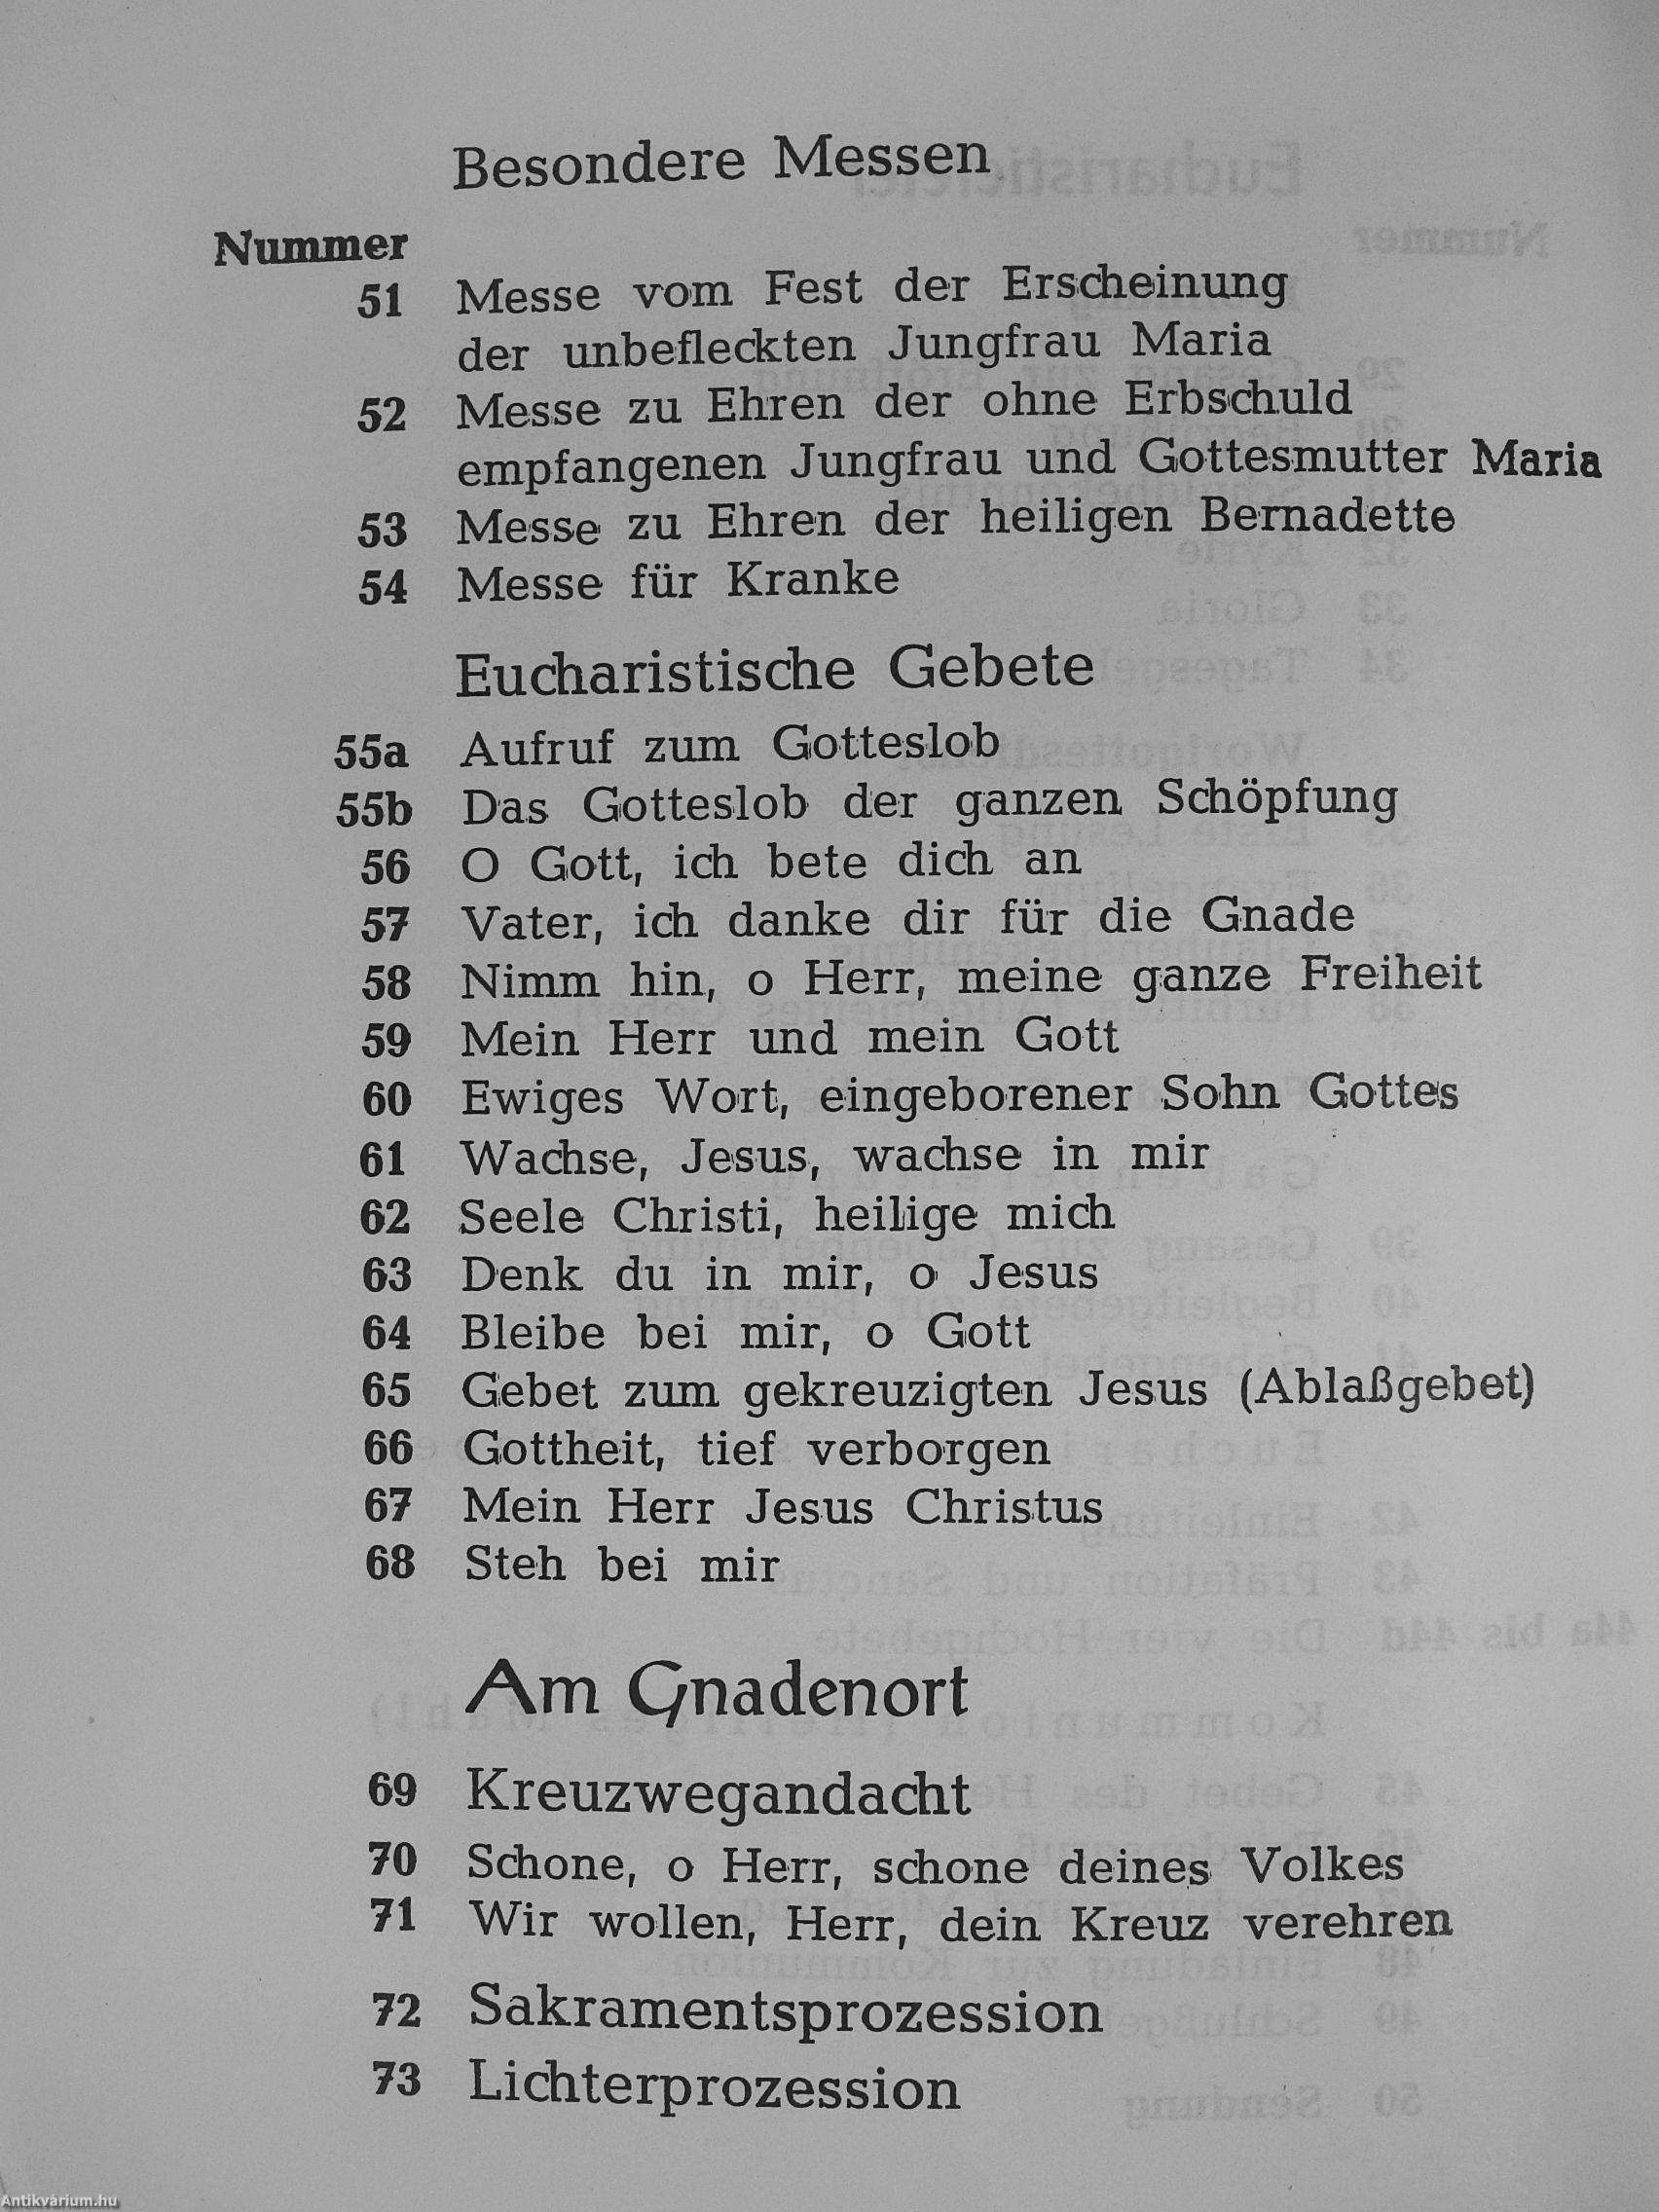 Besondere Messen
Nummer
51 Messe vom Fest der Erscheinung
der unbefleckten Jungfrau Maria
52 Messe zu Ehren der ohne Erbschuld
empfangenen Jungfrau und Gottesmutter Maria
53 Messe zu Ehren der heiligen Bernadette
54 Messe für Kranke
Eucharistische Gebete
55a Aufruf zum Gotteslob
55b Das Gotteslob der ganzen Schöpfung
56 O Gott, ich bete dich an
57 Vater, ich danke dir für die Gnade
58 Nimm hin, o Herr, meine ganze Freiheit
59 Mein Herr und mein Gott
60 Ewiges Wort, eingeborener Sohn Gottes
61 Wachse, Jesus, wachse in mir
62 Seele Christi, heilige mich
63 Denk du in mir, o Jesus
64 Bleibe bei mir, o Gott
65 Gebet zum gekreuzigten Jesus (Ablaßgebet)
66 Gottheit, tief verborgen
67 Mein Herr Jesus Christus
68 Steh bei mir
Am Gnadenort
69 Kreuzwegandacht
70 Schone, o Herr, schone deines Volkes
71 Wir wollen, Herr, dein Kreuz verehren
72 Sakramentsprozession
73 Lichterprozession
Antikvárium.hu